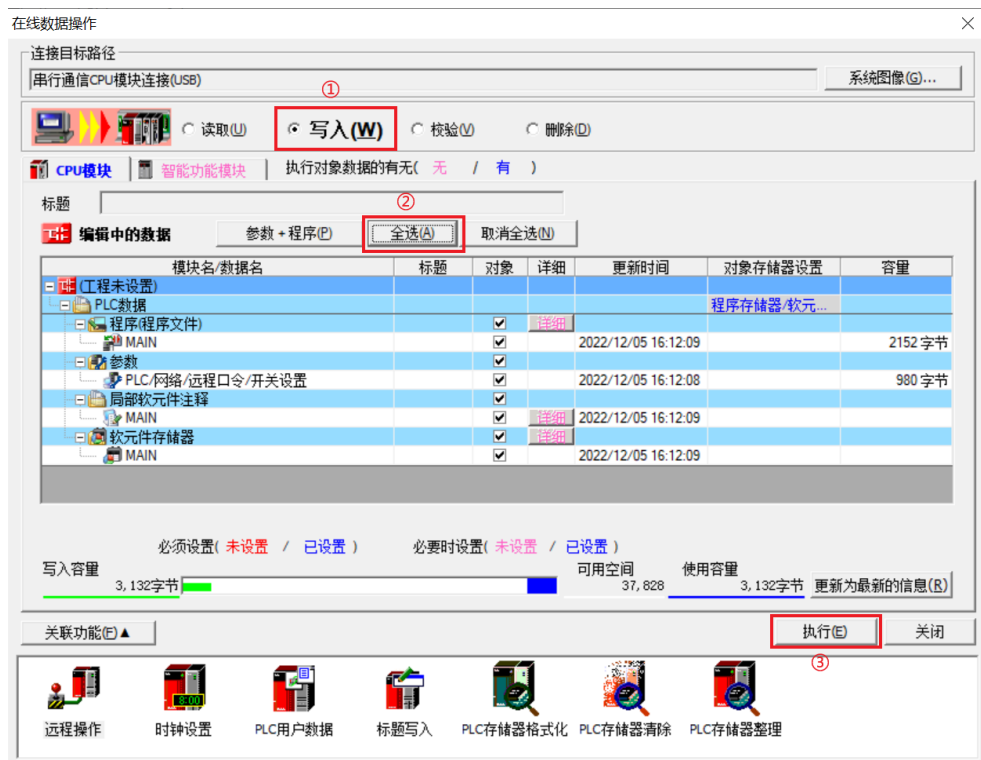 在线数据操作
连接目标路径
串行通信CPU模块连接(USB) 系统图像(G)...
①
读取(U) 写入(W) 校验(V) 删除(D)
CPU模块 智能功能模块 执行对象数据的有无( 无 / 有 )
标题
②
编辑中的数据 参数+程序(P) 全选(A) 取消全选(N)
模块名/数据名 标题 对象 详细 更新时间 对象存储器设置 容量
(工程未设置)
PLC数据 程序存储器/软元...
程序(程序文件) 详细
MAIN 2022/12/05 16:12:09 2152 字节
参数
PLC/网络/远程口令/开关设置 2022/12/05 16:12:08 980 字节
局部软元件注释
MAIN 详细 2022/12/05 16:12:09
软元件存储器 详细
MAIN 2022/12/05 16:12:09
必须设置( 未设置 / 已设置 ) 必要时设置( 未设置 / 已设置 )
写入容量 可用空间 使用容量
3,132字节 37,828 3,132字节 更新为最新的信息(R)
关联功能(F)▲ 执行(E) 关闭
③
8:00
远程操作 时钟设置 PLC用户数据 标题写入 PLC存储器格式化 PLC存储器清除 PLC存储器整理